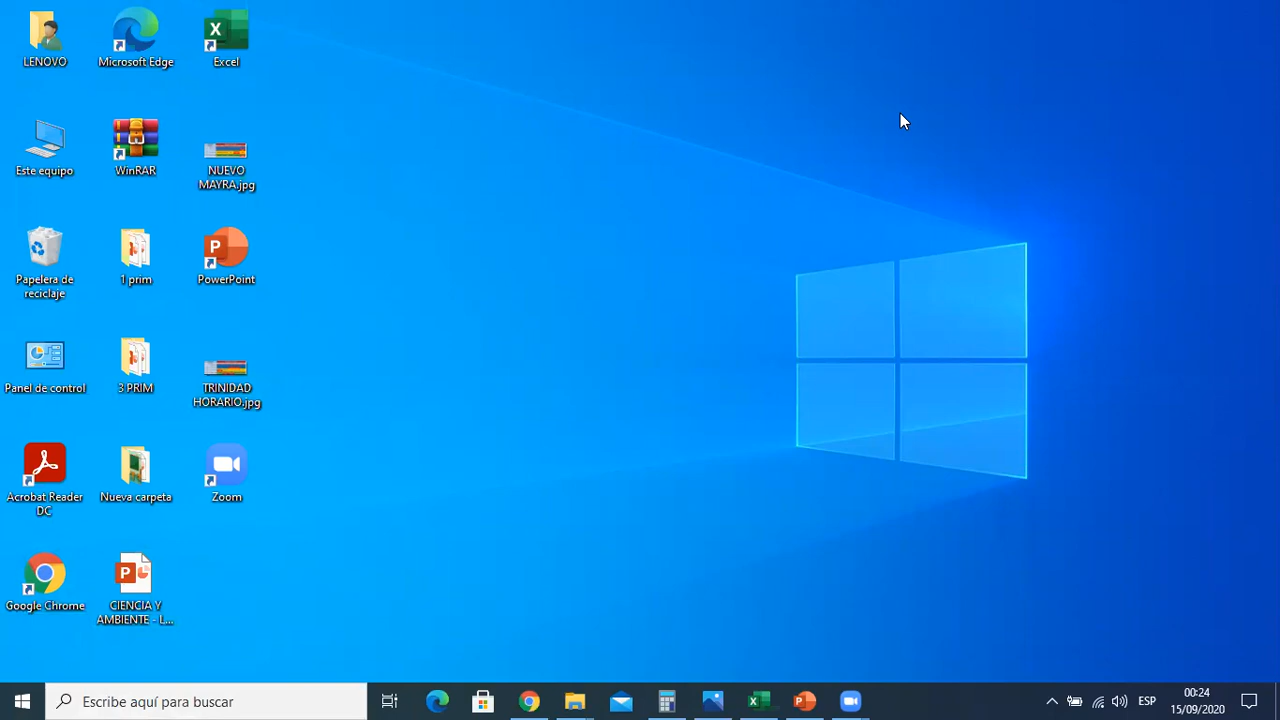 LENOVO
Microsoft Edge
Excel
Este equipo
WinRAR
NUEVO
MAYRA.jpg
Papelera de
reciclaje
1 prim
PowerPoint
Panel de control
3 PRIM
TRINIDAD
HORARIO.jpg
Acrobat Reader
DC
Nueva carpeta
Zoom
Google Chrome
CIENCIA Y
AMBIENTE - L...
Escribe aquí para buscar
ESP
00:24
15/09/2020